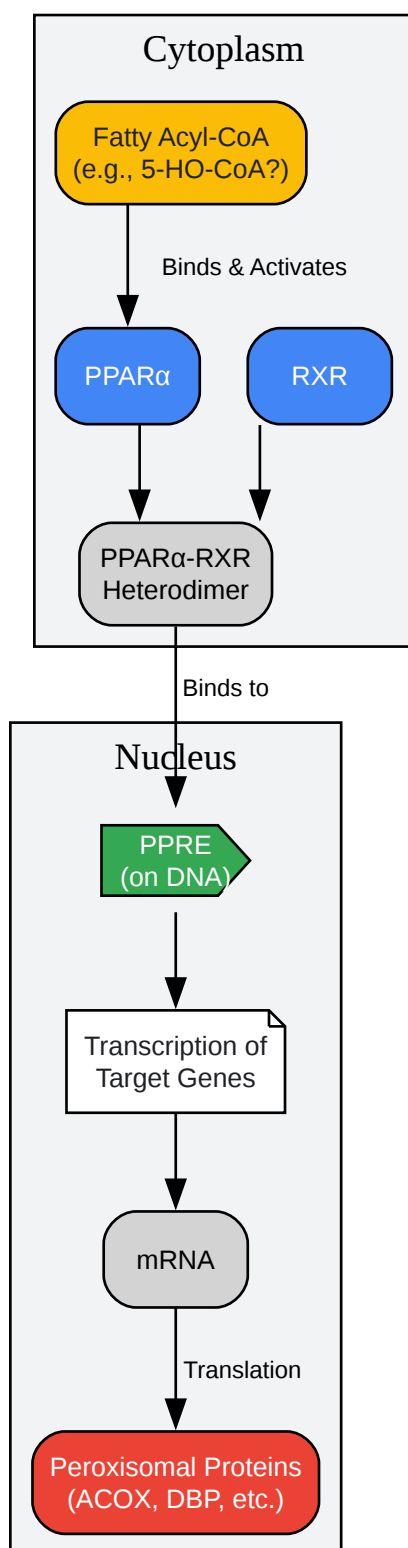 Cytoplasm
Fatty Acyl-CoA
(e.g., 5-HO-CoA?)
Binds & Activates
PPARα
RXR
PPARα-RXR
Heterodimer
Binds to
Nucleus
PPRE
(on DNA)
Transcription of
Target Genes
mRNA
Translation
Peroxisomal Proteins
(ACOX, DBP, etc.)